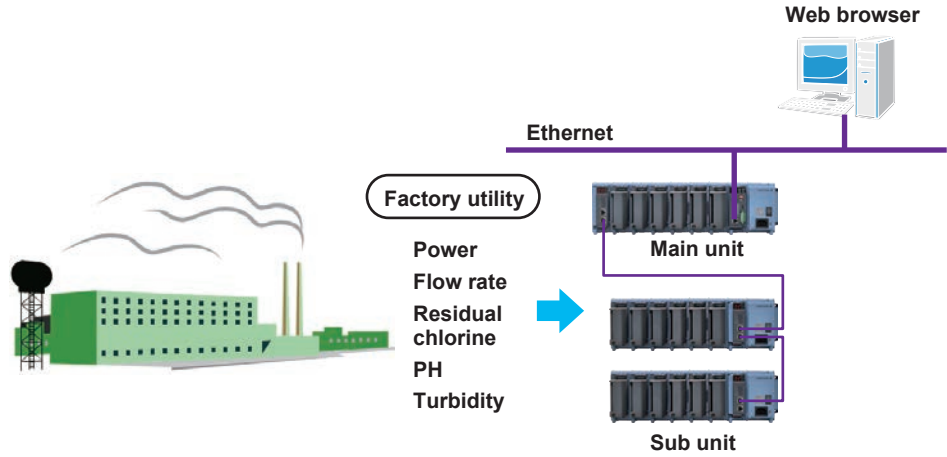 Web browser
Ethernet
Factory utility
Main unit
Power
Flow rate
Residual
chlorine
PH
Turbidity
Sub unit